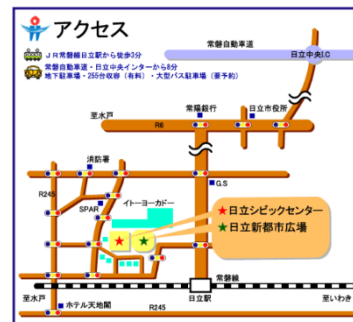 アクセス
JR常磐線日立駅から徒歩3分
常磐自動車道・日立中央インターから8分
地下駐車場・255台収容（有料）・大型バス駐車場（要予約）
常磐自動車道
日立中央I.C
至水戸
常陽銀行
日立市役所
R6
消防署
R245
SPAR
イトーヨーカドー
G.S
★日立シビックセンター
★日立新都市広場
常磐線
至水戸
日立駅
至いわき
ホテル天地閣
R245